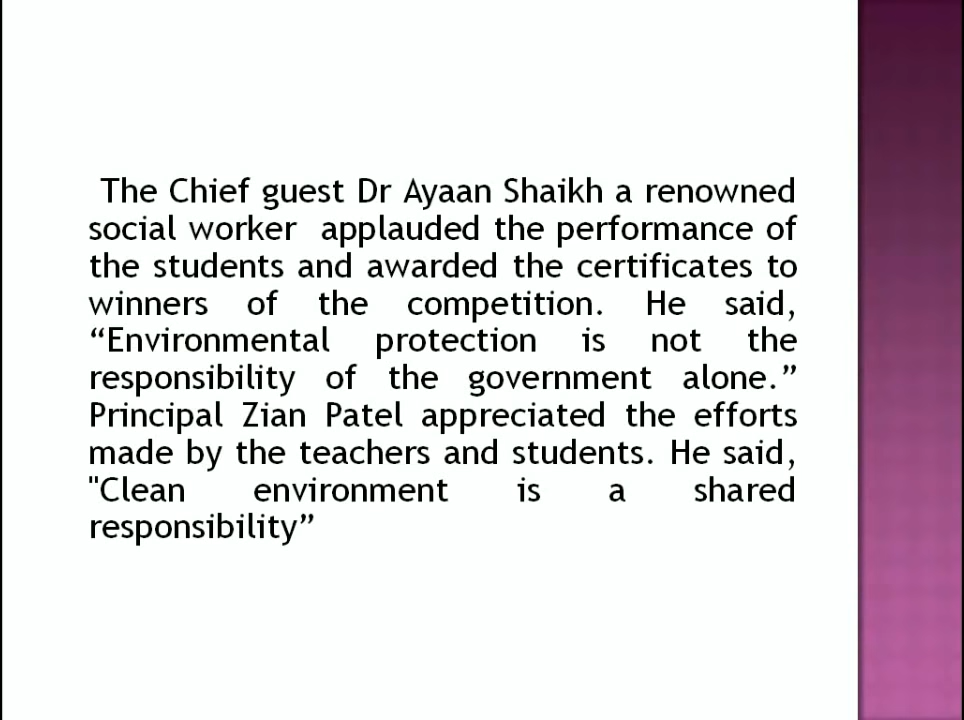 The Chief guest Dr Ayaan Shaikh a renowned
social worker  applauded the performance of
the students and awarded the certificates to
winners of the competition. He said,
“Environmental protection is not the
responsibility of the government alone.”
Principal Zian Patel appreciated the efforts
made by the teachers and students. He said,
"Clean environment is a shared
responsibility”